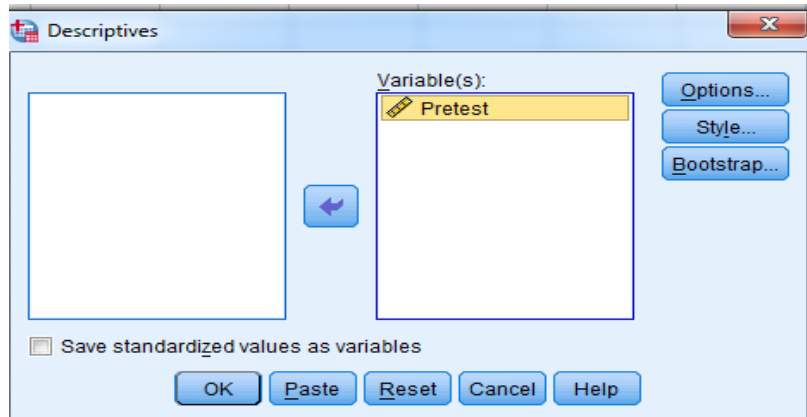 Descriptives
Variable(s):
Pretest
Options...
Style...
Bootstrap...
Save standardized values as variables
OK
Paste
Reset
Cancel
Help